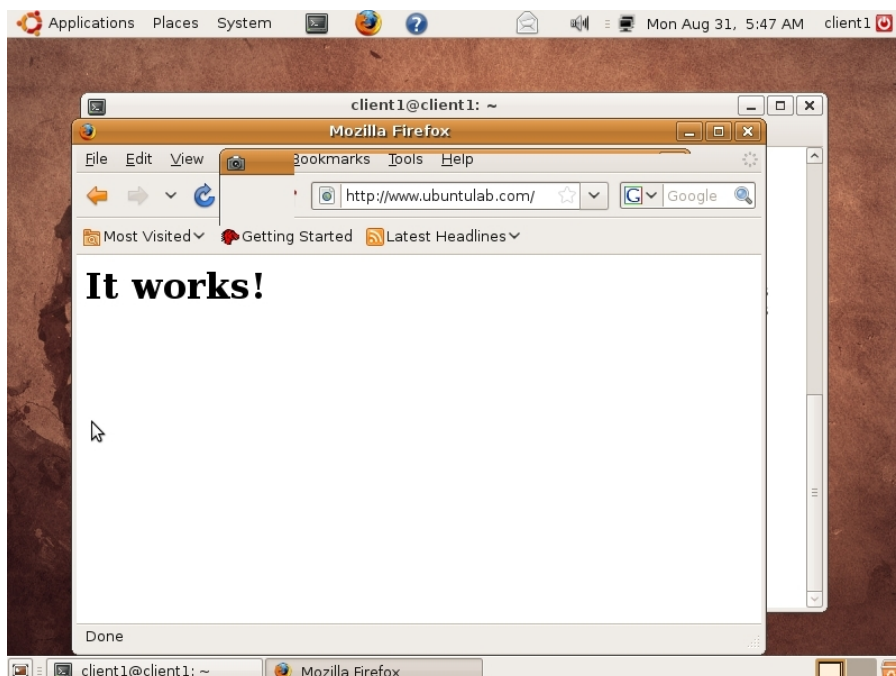 Applications Places System Mon Aug 31, 5:47 AM client1
client1@client1: ~
Mozilla Firefox
File Edit View Bookmarks Tools Help
http://www.ubuntulab.com/ G Google
Most Visited Getting Started Latest Headlines
It works!
Done
client1@client1: ~ Mozilla Firefox